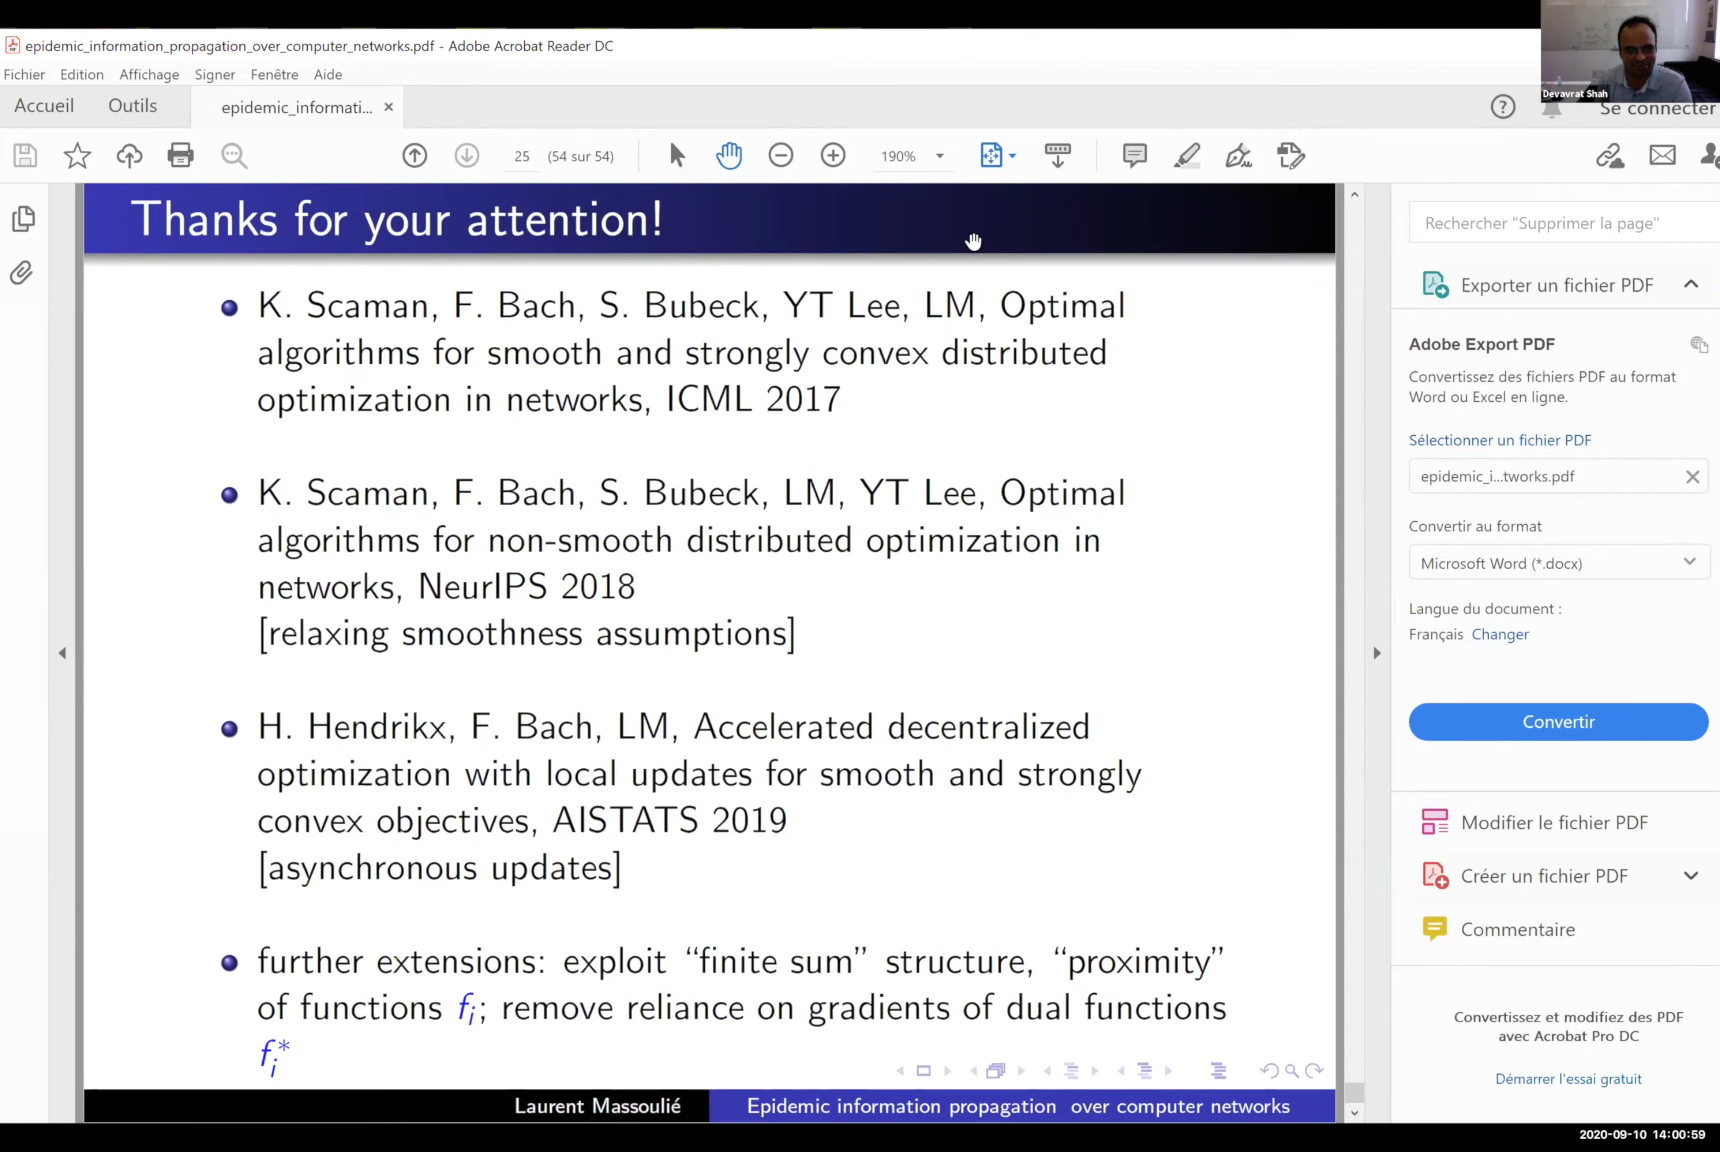 epidemic_information_propagation_over_computer_networks.pdf - Adobe Acrobat Reader DC
Fichier Edition Affichage Signer Fenêtre Aide
Devavrat Shah
Accueil Outils epidemic_informati... ×
Se connecter
25 (54 sur 54) 190%
Thanks for your attention!
K. Scaman, F. Bach, S. Bubeck, YT Lee, LM, Optimal
algorithms for smooth and strongly convex distributed
optimization in networks, ICML 2017
K. Scaman, F. Bach, S. Bubeck, LM, YT Lee, Optimal
algorithms for non-smooth distributed optimization in
networks, NeurIPS 2018
[relaxing smoothness assumptions]
H. Hendrikx, F. Bach, LM, Accelerated decentralized
optimization with local updates for smooth and strongly
convex objectives, AISTATS 2019
[asynchronous updates]
further extensions: exploit “finite sum” structure, “proximity”
of functions f_i; remove reliance on gradients of dual functions
f_i^*
Laurent Massoulié Epidemic information propagation over computer networks
Rechercher "Supprimer la page"
Exporter un fichier PDF
Adobe Export PDF
Convertissez des fichiers PDF au format
Word ou Excel en ligne.
Sélectionner un fichier PDF
epidemic_i...tworks.pdf
Convertir au format
Microsoft Word (*.docx)
Langue du document :
Français Changer
Convertir
Modifier le fichier PDF
Créer un fichier PDF
Commentaire
Convertissez et modifiez des PDF
avec Acrobat Pro DC
Démarrer l'essai gratuit
2020-09-10 14:00:59